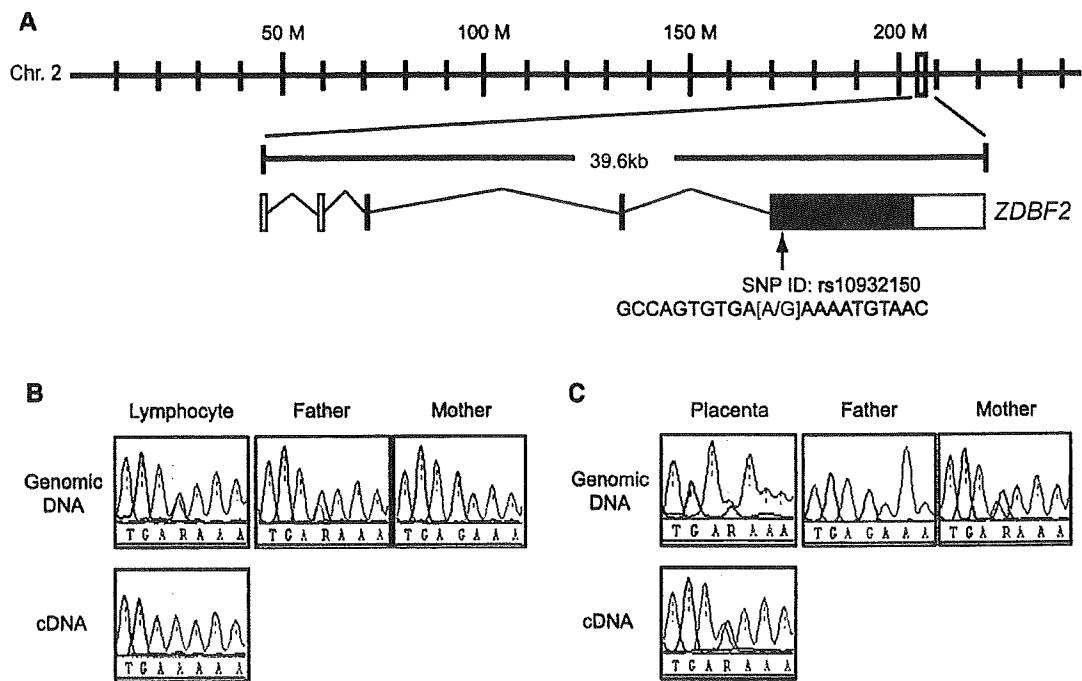 A
50 M 100 M 150 M 200 M
Chr. 2
39.6kb
ZDBF2
SNP ID: rs10932150
GCCAGTGTGA[A/G]AAAATGTAAC
B
Lymphocyte Father Mother
Genomic DNA
T G A R A A A
T G A R A A A
T G A G A A A
cDNA
T G A A A A A
C
Placenta Father Mother
Genomic DNA
T G A R A A A
T G A G A A A
T G A R A A A
cDNA
T G A R A A A